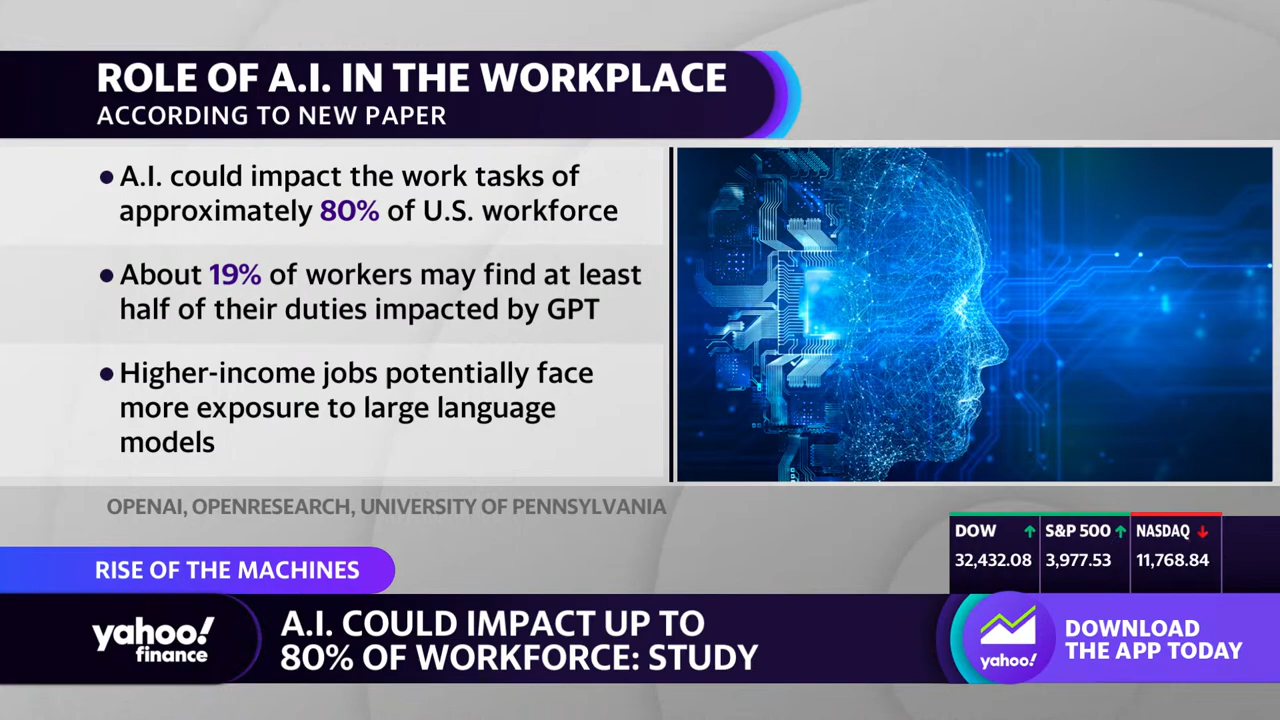 ROLE OF A.I. IN THE WORKPLACE
ACCORDING TO NEW PAPER
● A.I. could impact the work tasks of
approximately 80% of U.S. workforce
● About 19% of workers may find at least
half of their duties impacted by GPT
● Higher-income jobs potentially face
more exposure to large language
models
OPENAI, OPENRESEARCH, UNIVERSITY OF PENNSYLVANIA
DOW ↑ S&P 500 ↑ NASDAQ ↓
32,432.08 3,977.53 11,768.84
RISE OF THE MACHINES
yahoo!
finance
A.I. COULD IMPACT UP TO
80% OF WORKFORCE: STUDY
yahoo!
DOWNLOAD
THE APP TODAY